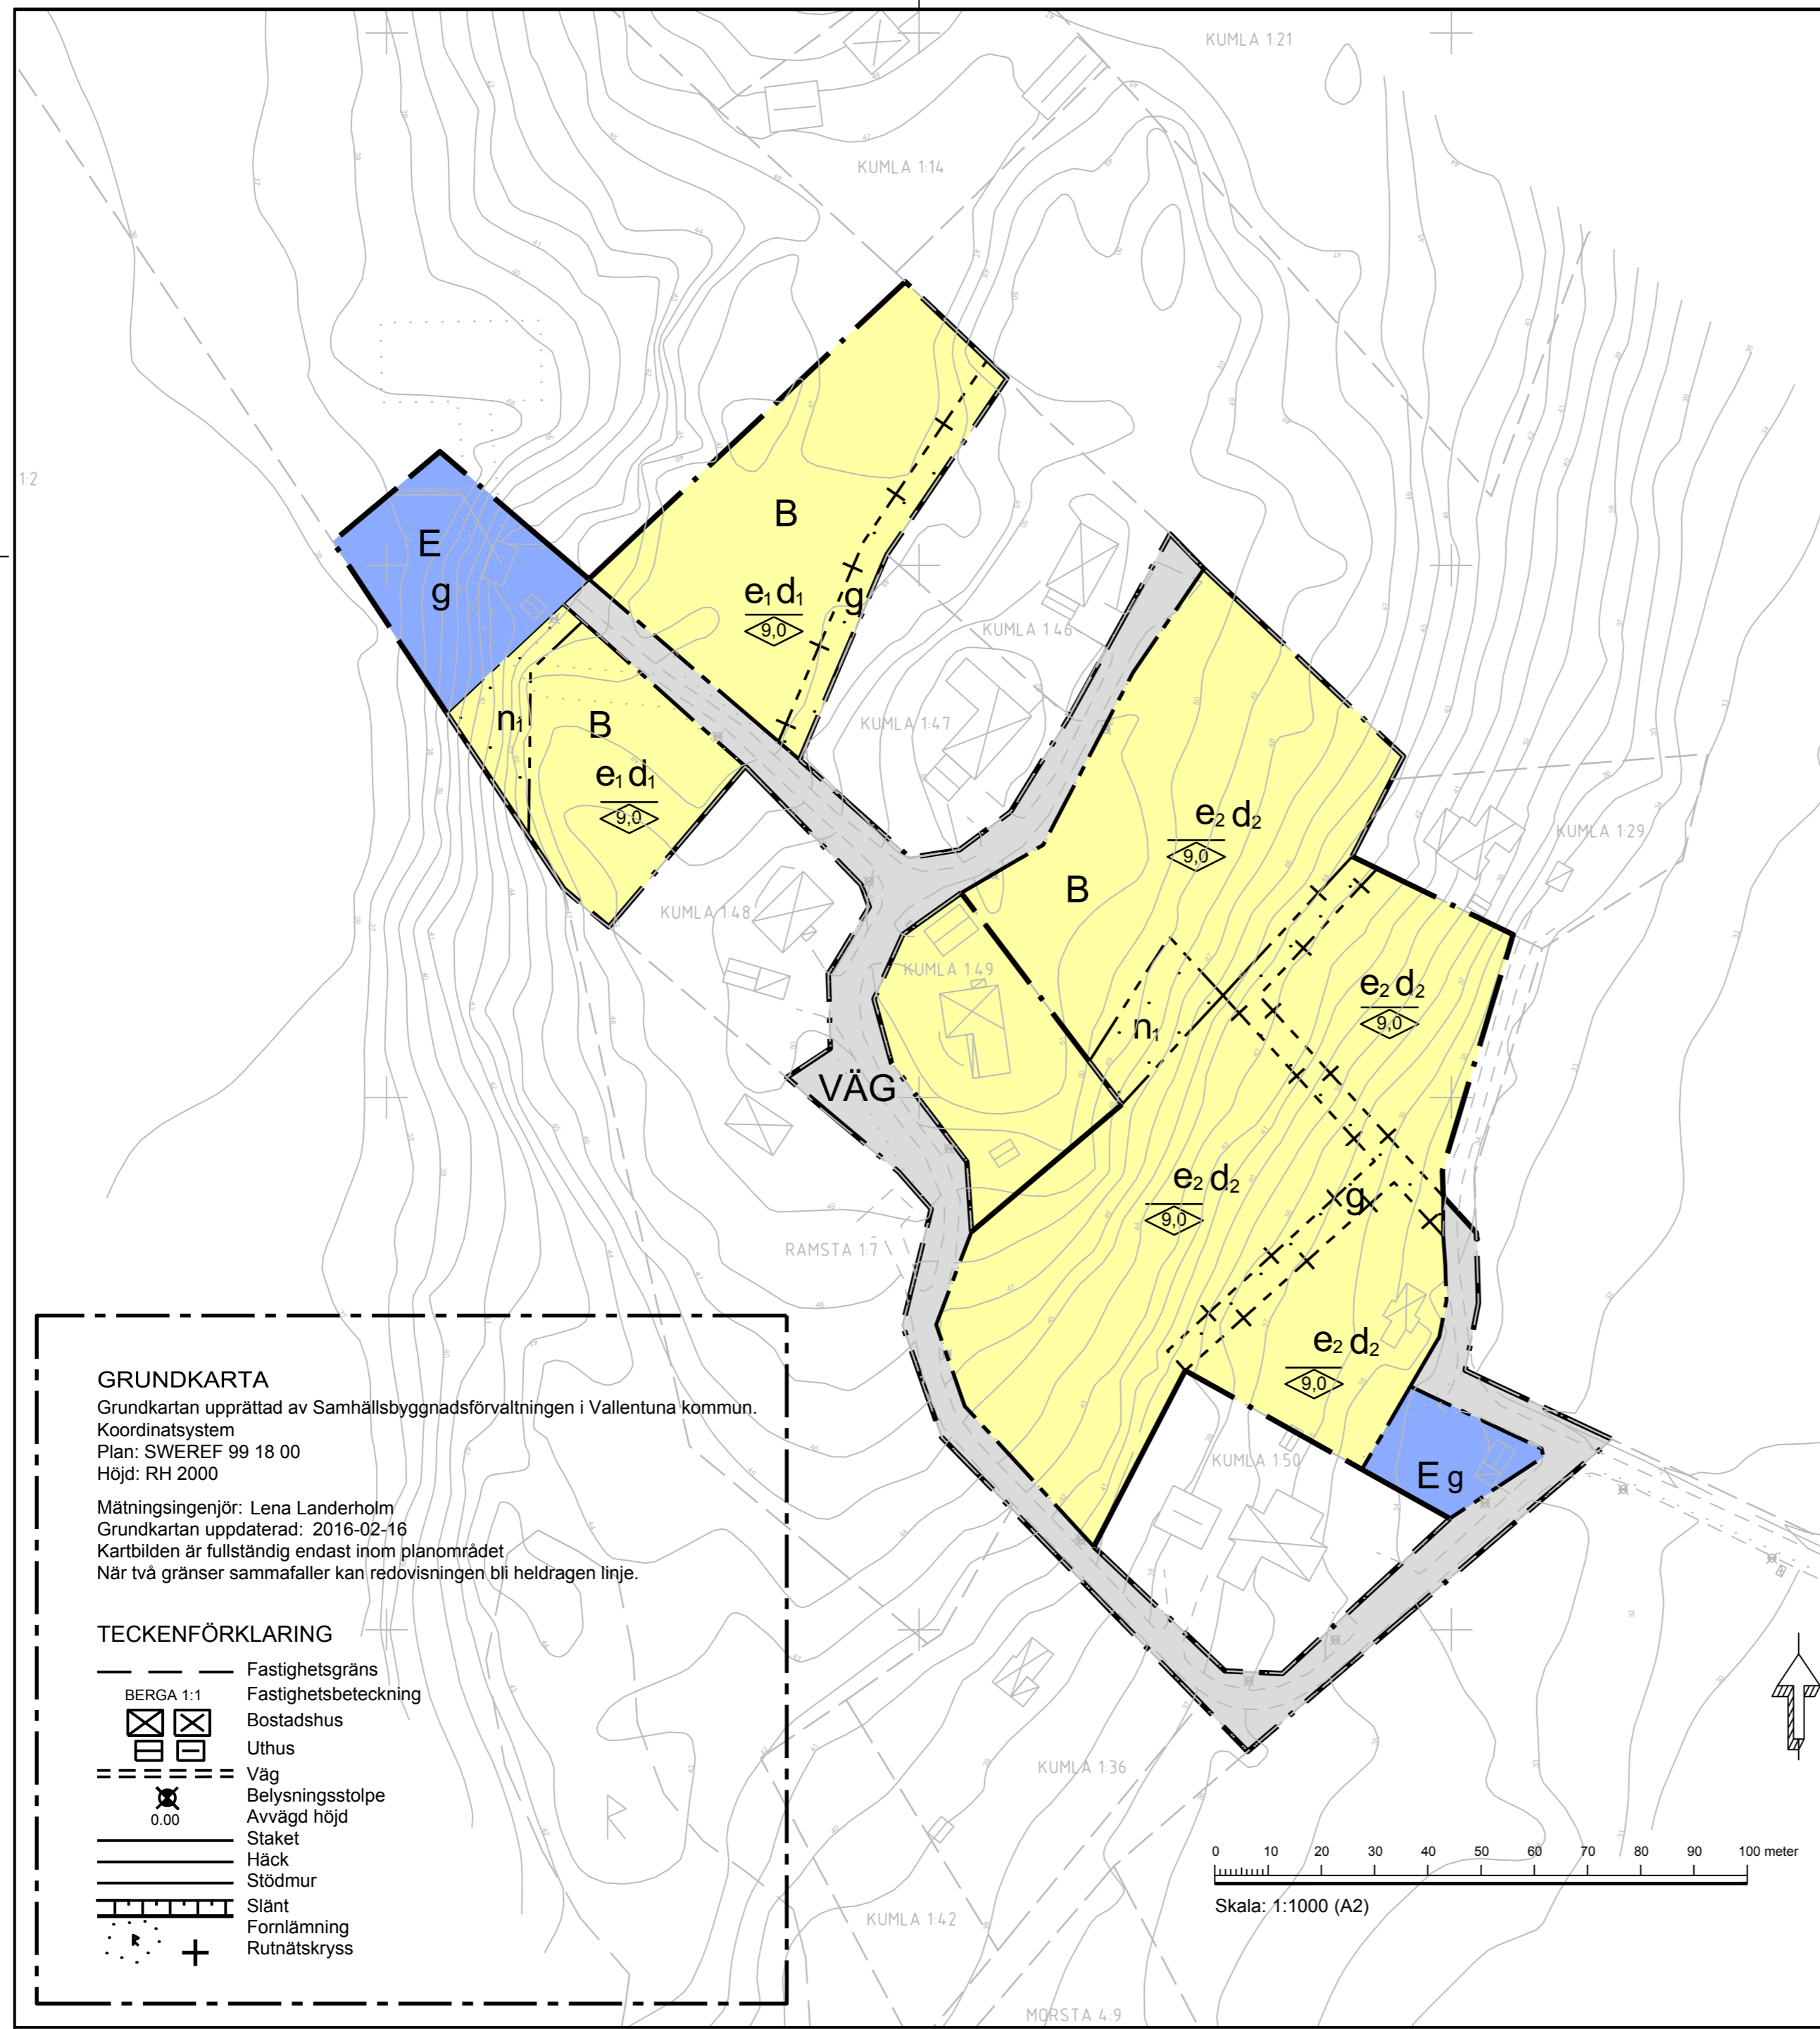 KUMLA 1:21
KUMLA 1:14
1:2
E
g
B
e₁ d₁
9,0
g
KUMLA 1:46
n₁
B
e₁ d₁
9,0
KUMLA 1:47
e₂ d₂
9,0
KUMLA 1:29
B
KUMLA 1:48
KUMLA 1:49
e₂ d₂
9,0
n₁
VÄG
e₂ d₂
9,0
g
RAMSTA 1:7
e₂ d₂
9,0
KUMLA 1:50
E g
KUMLA 1:36
KUMLA 1:42
MORSTA 4:9
GRUNDKARTA
Grundkartan upprättad av Samhällsbyggnadsförvaltningen i Vallentuna kommun.
Koordinatsystem
Plan: SWEREF 99 18 00
Höjd: RH 2000
Mätningsingenjör: Lena Landerholm
Grundkartan uppdaterad: 2016-02-16
Kartbilden är fullständig endast inom planområdet
När två gränser sammafaller kan redovisningen bli heldragen linje.
TECKENFÖRKLARING
Fastighetsgräns
BERGA 1:1 Fastighetsbeteckning
Bostadshus
Uthus
Väg
Belysningsstolpe
0.00 Avvägd höjd
Staket
Häck
Stödmur
Slänt
Fornlämning
R
Rutnätskryss
0 10 20 30 40 50 60 70 80 90 100 meter
Skala: 1:1000 (A2)